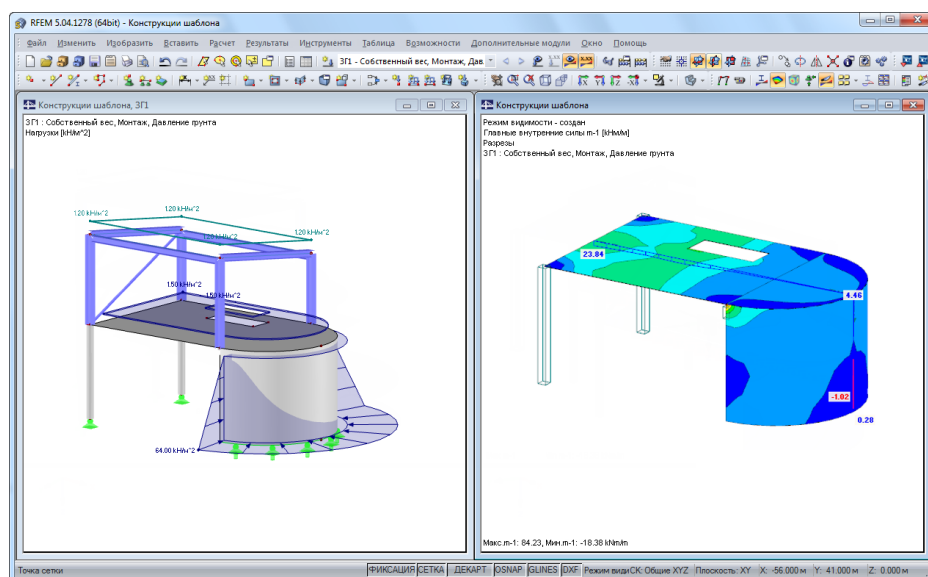 RFEM 5.04.1278 (64bit) - Конструкции шаблона
Файл Изменить Изобразить Вставить Расчет Результаты Инструменты Таблица Возможности Дополнительные модули Окно Помощь
ЗГ1 - Собственный вес, Монтаж, Дав
Конструкции шаблона, ЗГ1
ЗГ1 : Собственный вес, Монтаж, Давление грунта
Нагрузки [kH/м^2]
1.20 kH/м^2
1.20 kH/м^2
1.20 kH/м^2
1.20 kH/м^2
1.50 kH/м^2
1.50 kH/м^2
64.00 kH/м^2
Конструкции шаблона
Режим видимости - создан
Главные внутренние силы m-1 [kHм/м]
Разрезы
ЗГ1 : Собственный вес, Монтаж, Давление грунта
23.84
4.46
-1.02
0.28
Макс.m-1: 84.23, Мин.m-1: -18.38 kNm/m
Точка сетки
ФИКСАЦИЯ СЕТКА ДЕКАРТ OSNAP GLINES DXF Режим видиСК: Общие XYZ Плоскость: XY X: -56.000 м Y: 41.000 м Z: 0.000 м